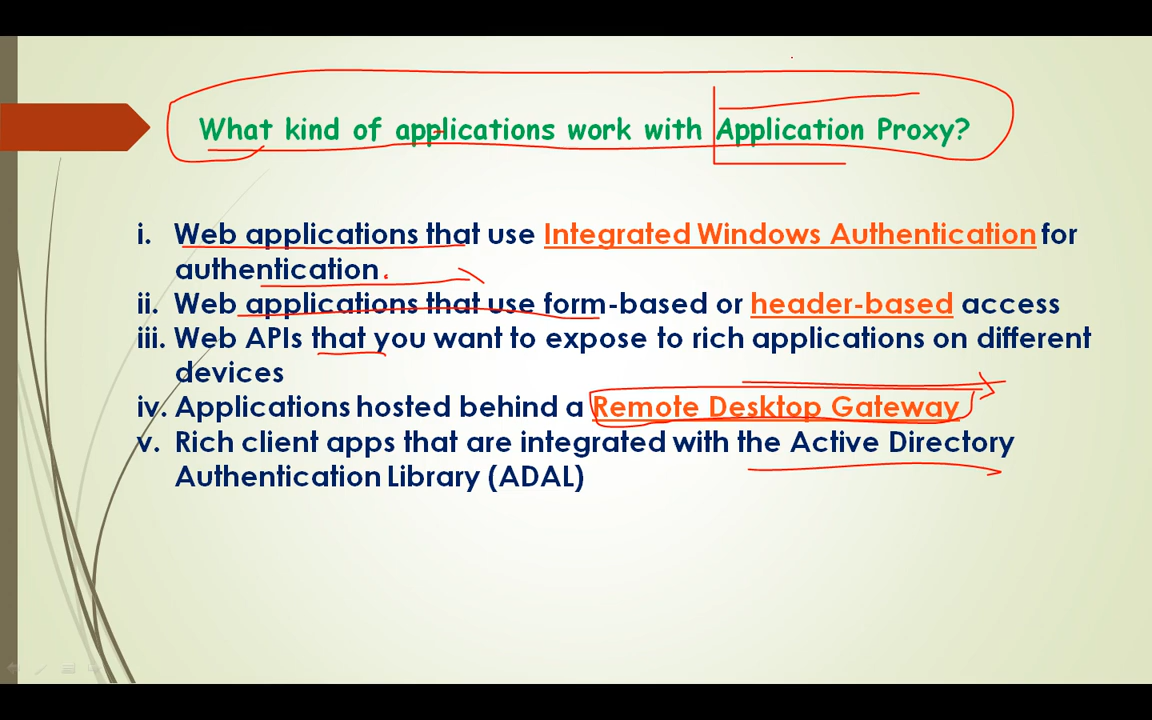 What kind of applications work with Application Proxy?
i. Web applications that use Integrated Windows Authentication for
authentication.
ii. Web applications that use form-based or header-based access
iii. Web APIs that you want to expose to rich applications on different
devices
iv. Applications hosted behind a Remote Desktop Gateway
v. Rich client apps that are integrated with the Active Directory
Authentication Library (ADAL)